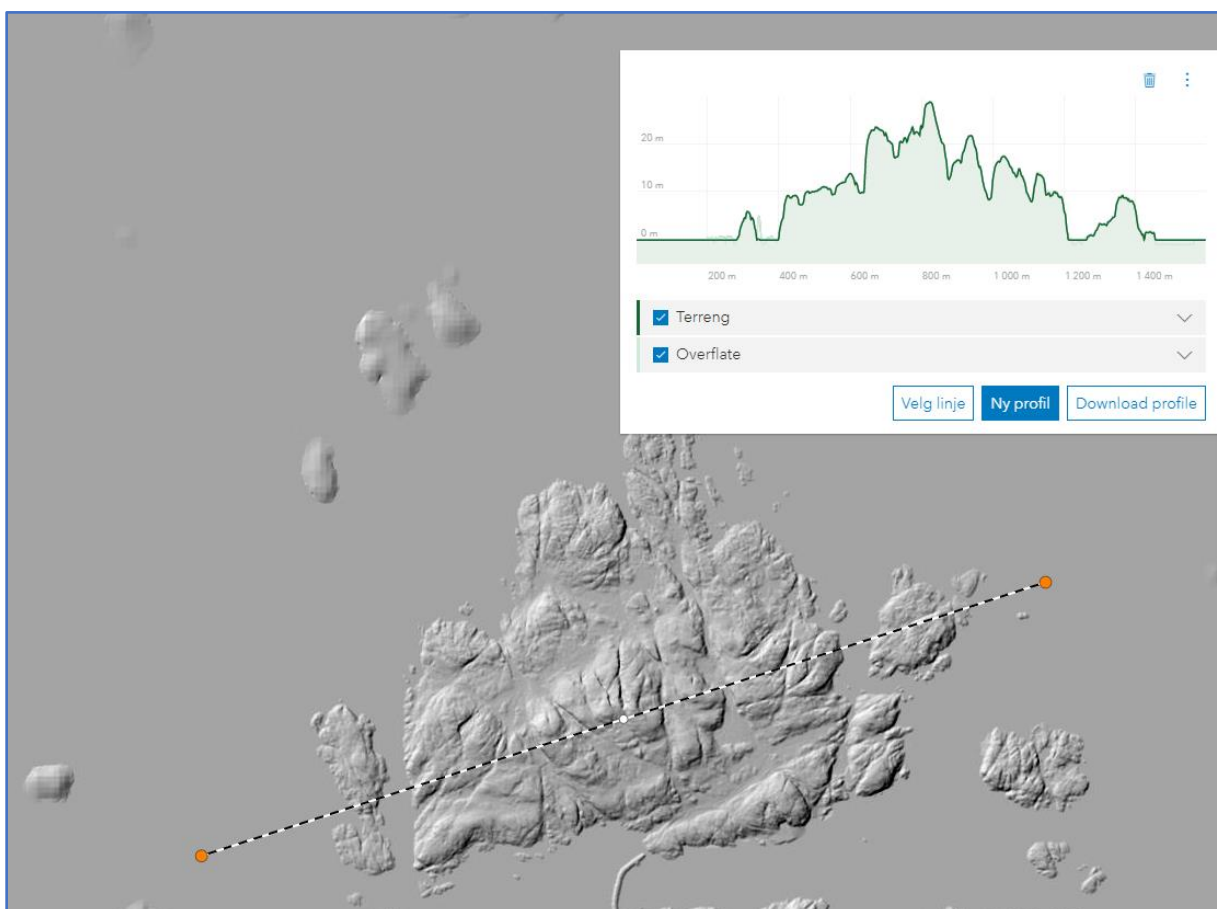 20 m
10 m
0 m
200 m 400 m 600 m 800 m 1 000 m 1 200 m 1 400 m
Terreng
Overflate
Velg linje Ny profil Download profile